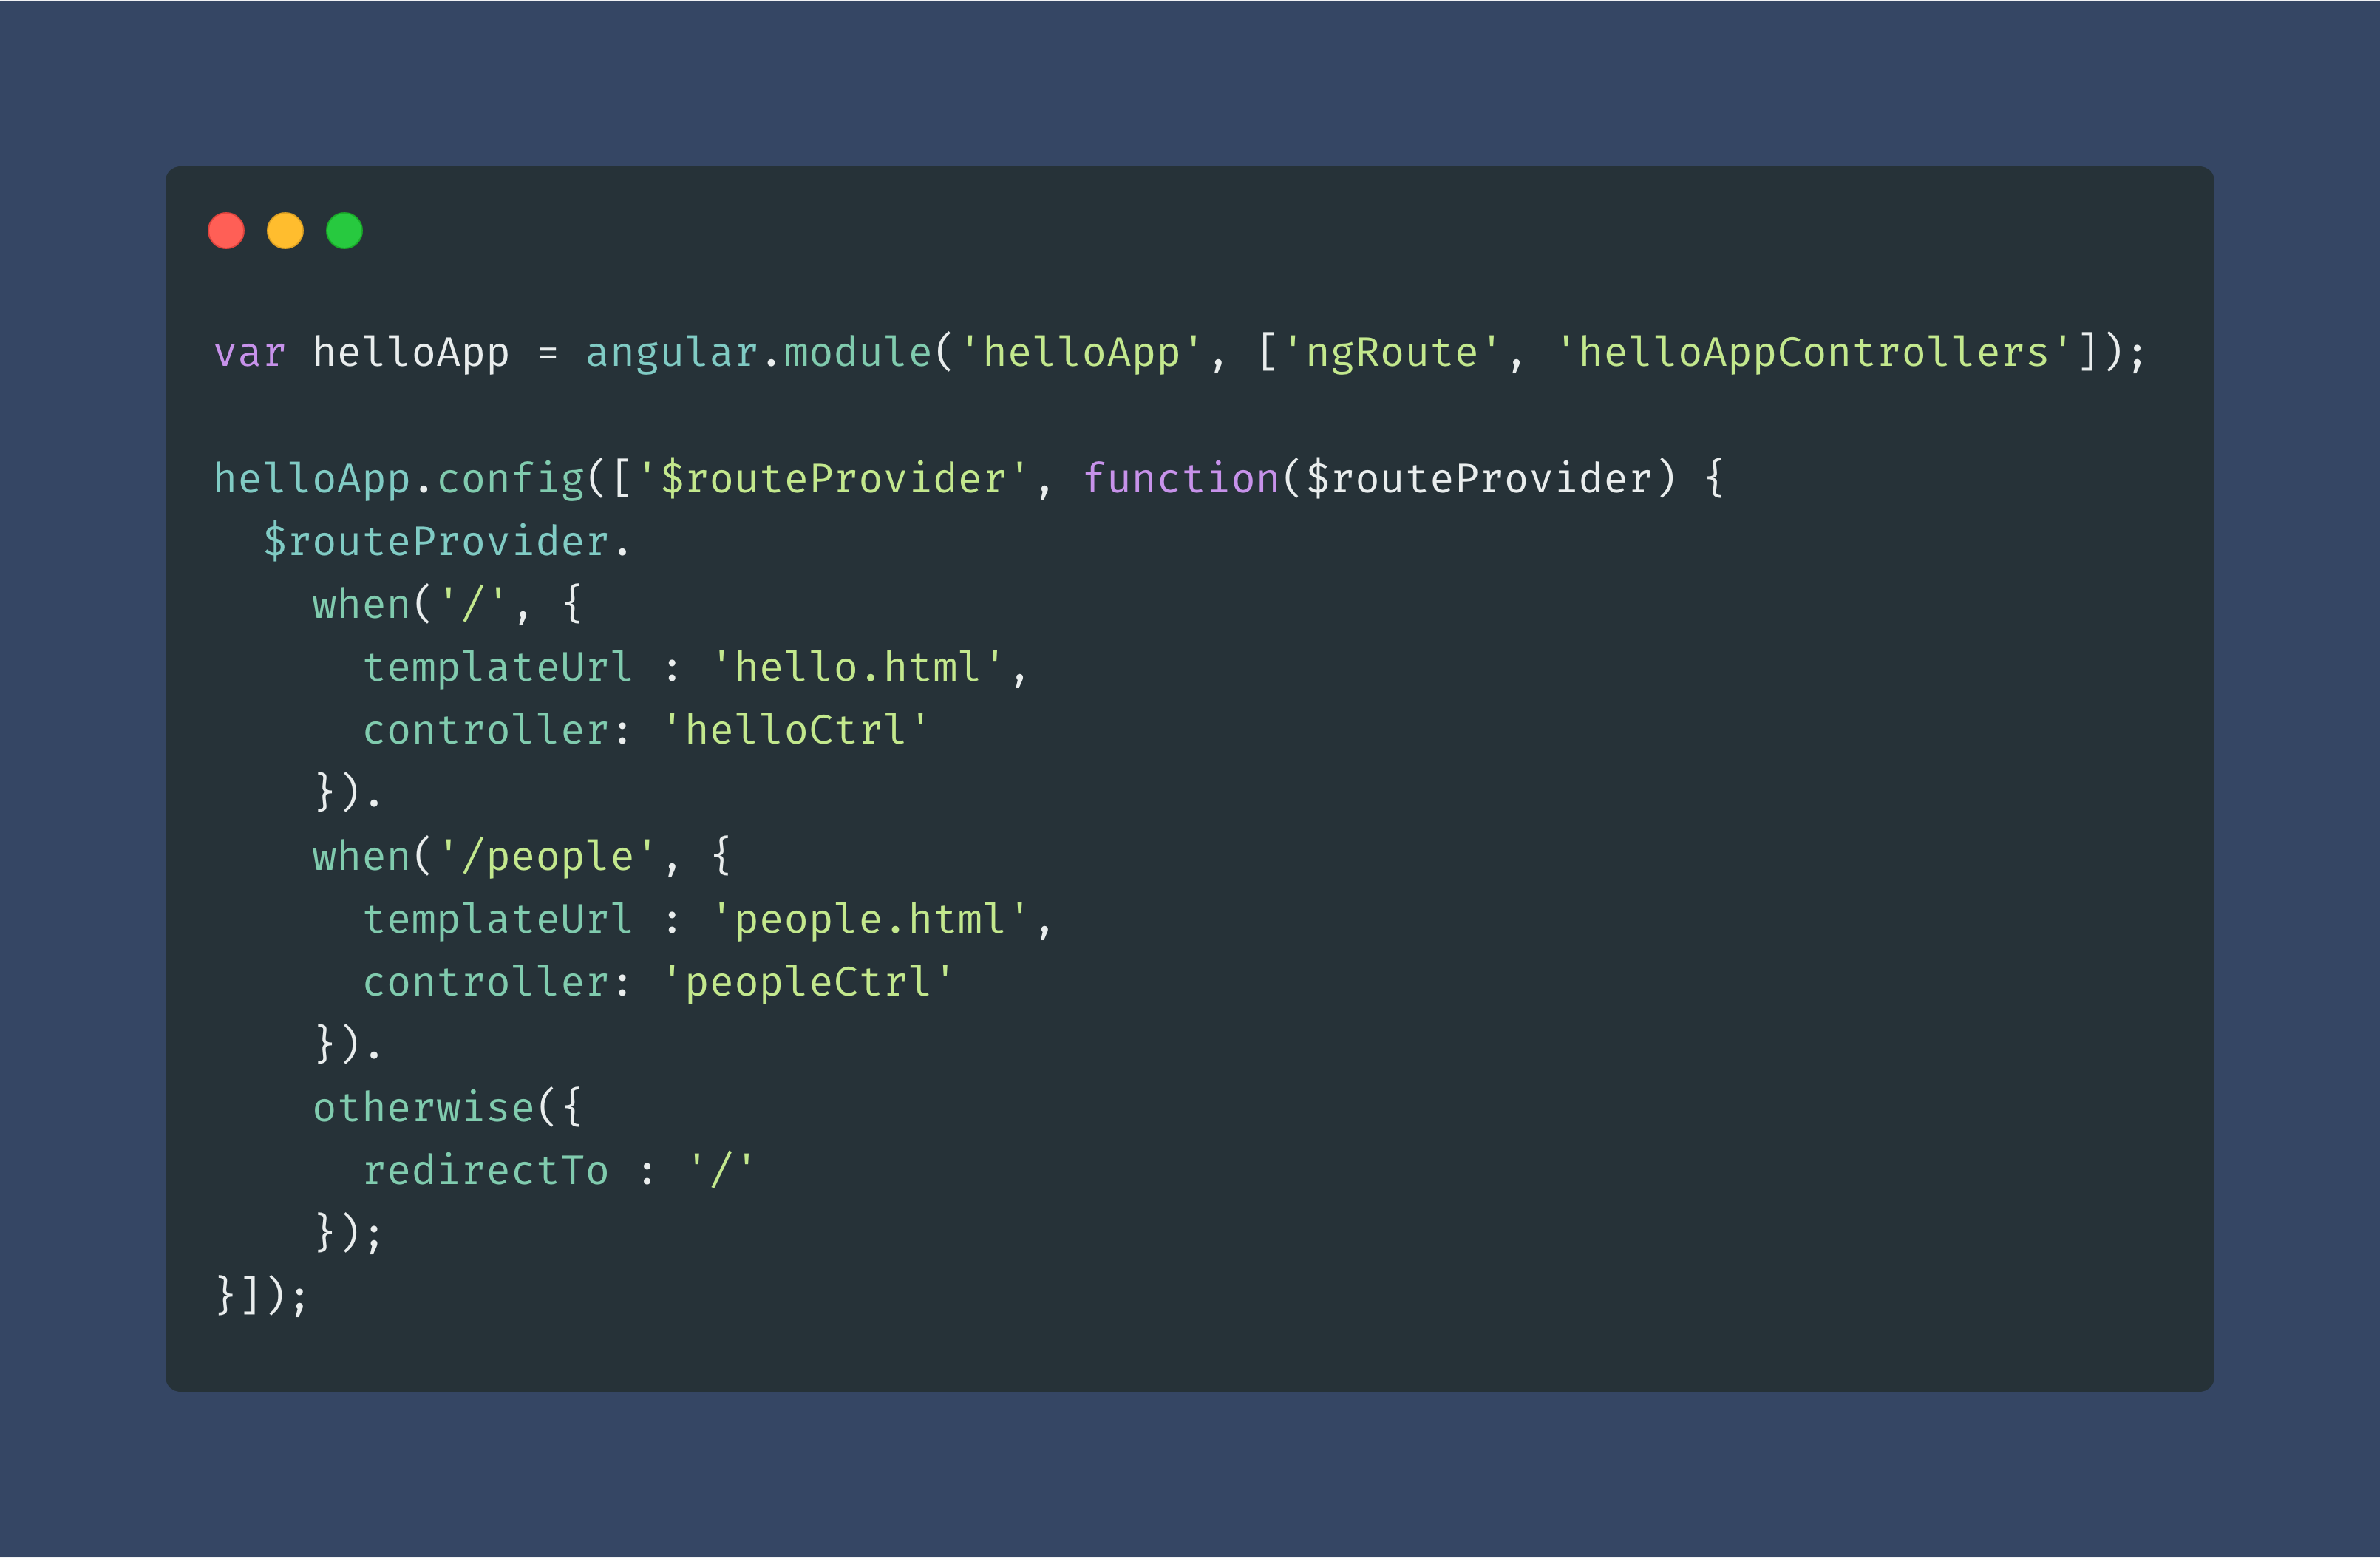 var helloApp = angular.module('helloApp', ['ngRoute', 'helloAppControllers']);
helloApp.config(['$routeProvider', function($routeProvider) {
  $routeProvider.
    when('/', {
      templateUrl : 'hello.html',
      controller: 'helloCtrl'
    }).
    when('/people', {
      templateUrl : 'people.html',
      controller: 'peopleCtrl'
    }).
    otherwise({
      redirectTo : '/'
    });
}]);